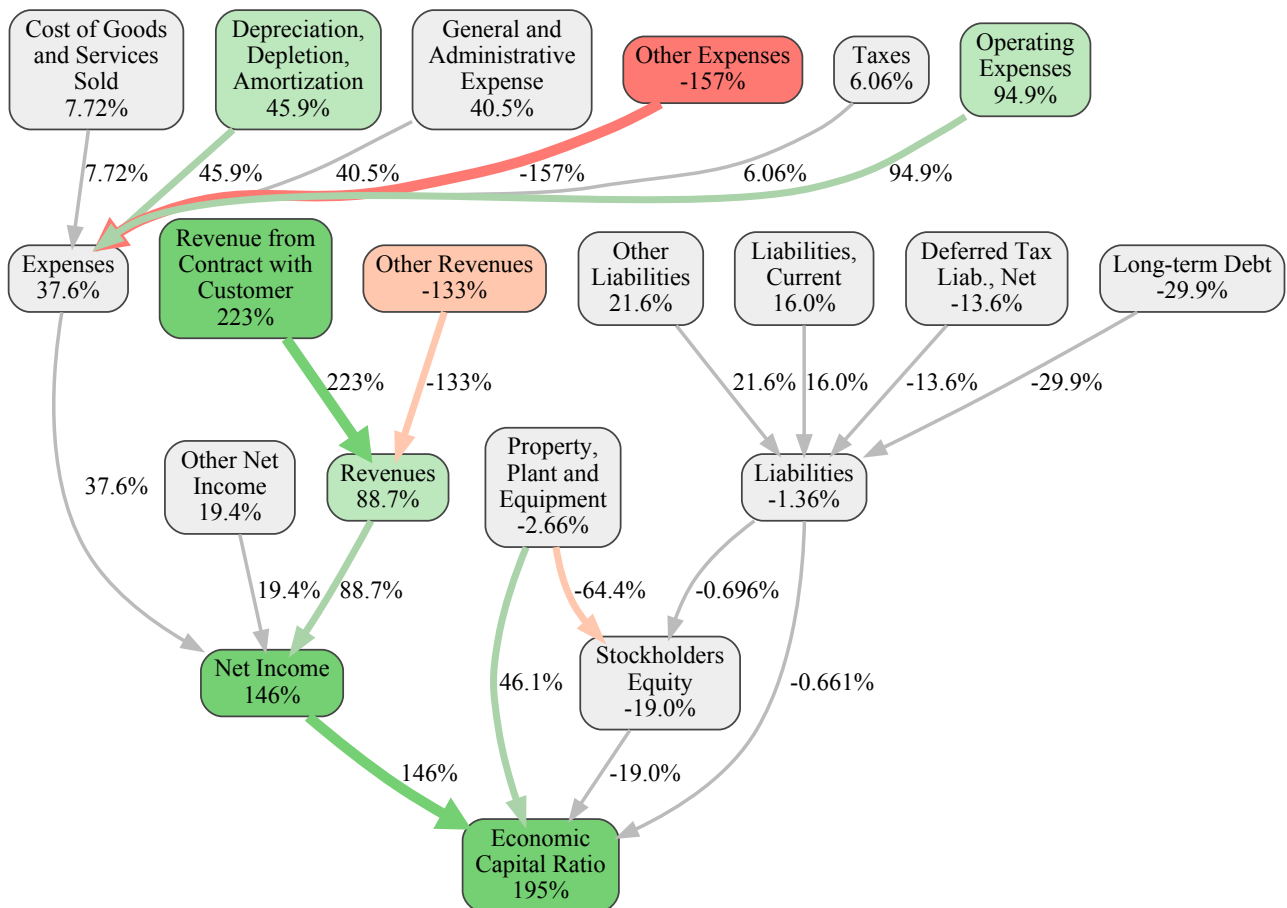 Cost of Goods
and Services
Sold
7.72%
Depreciation,
Depletion,
Amortization
45.9%
General and
Administrative
Expense
40.5%
Other Expenses
-157%
Taxes
6.06%
Operating
Expenses
94.9%
7.72%
45.9%
40.5%
-157%
6.06%
94.9%
Expenses
37.6%
Revenue from
Contract with
Customer
223%
Other Revenues
-133%
Other
Liabilities
21.6%
Liabilities,
Current
16.0%
Deferred Tax
Liab., Net
-13.6%
Long-term Debt
-29.9%
223%
-133%
21.6%
16.0%
-13.6%
-29.9%
37.6%
Other Net
Income
19.4%
Revenues
88.7%
Property,
Plant and
Equipment
-2.66%
Liabilities
-1.36%
19.4%
88.7%
-64.4%
-0.696%
Net Income
146%
46.1%
Stockholders
Equity
-19.0%
-0.661%
146%
-19.0%
Economic
Capital Ratio
195%